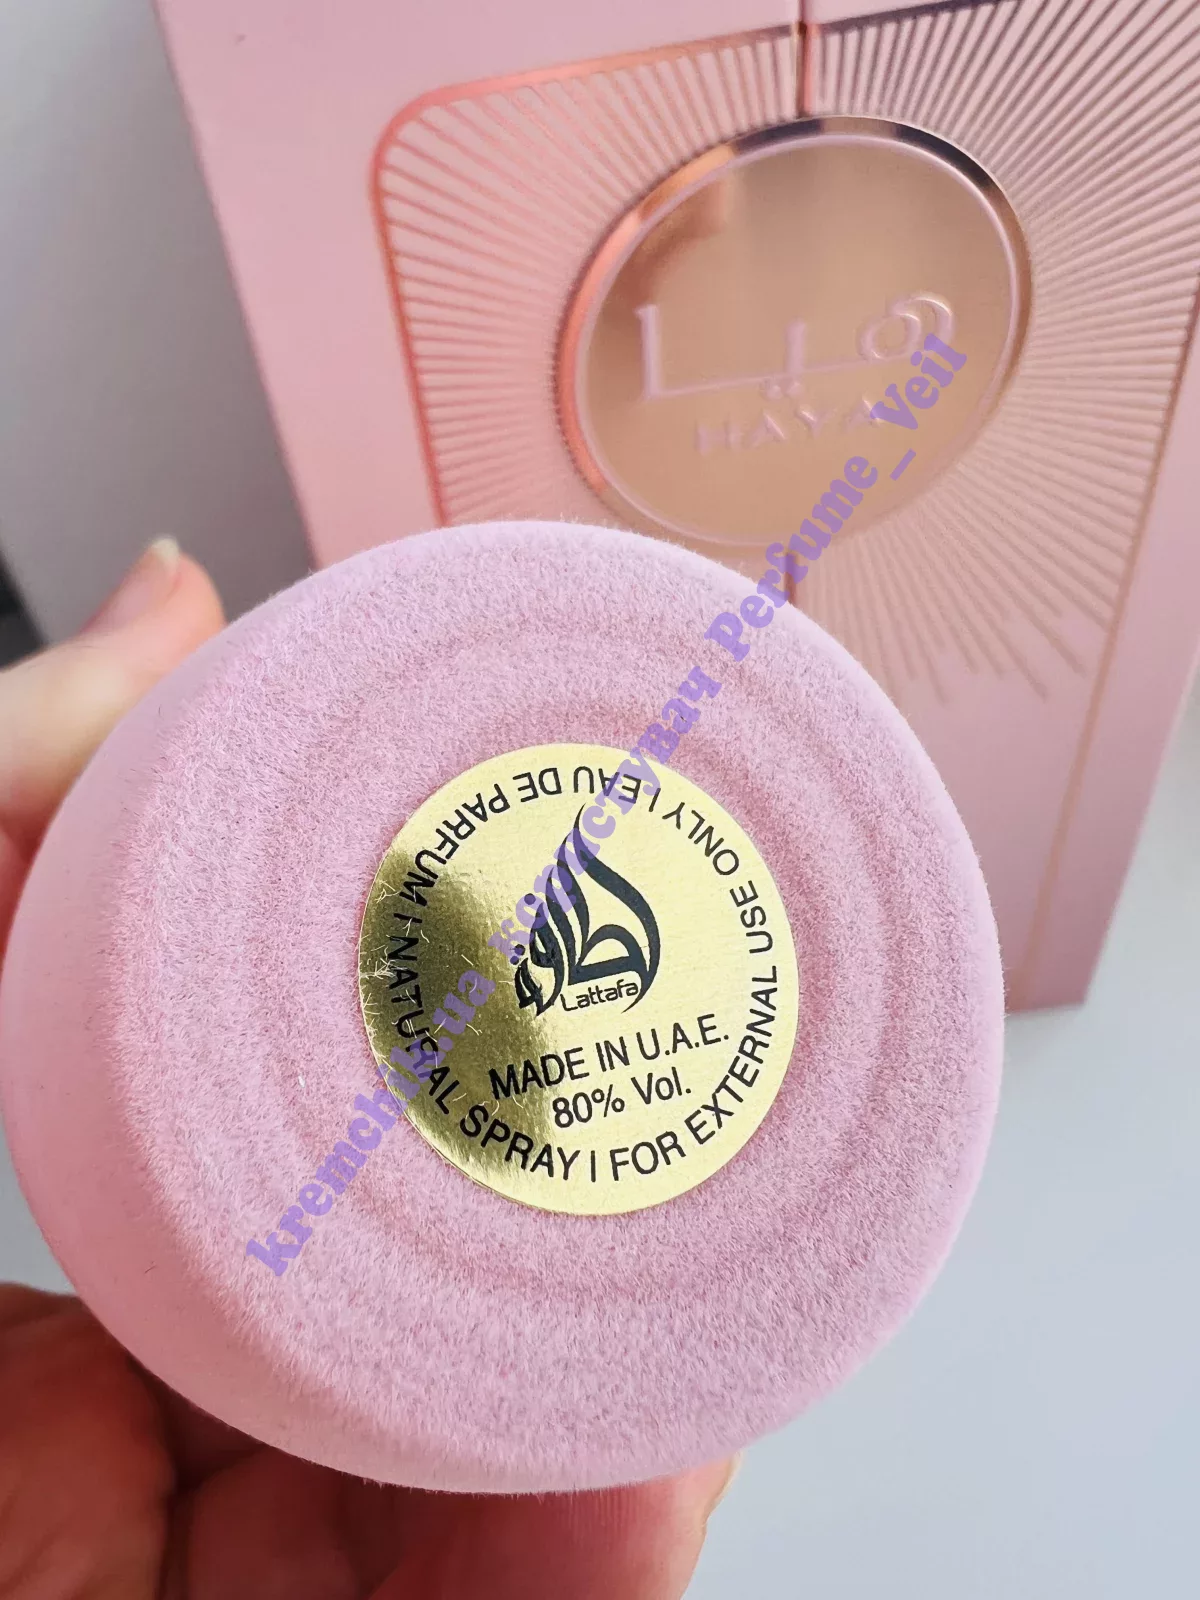 هيا
HAYA
EAU DE PARFUM | NATURAL SPRAY | FOR EXTERNAL USE ONLY |
لطافة
Lattafa
MADE IN U.A.E.
80% Vol.
kremchik.ua користувач Perfume_Veil